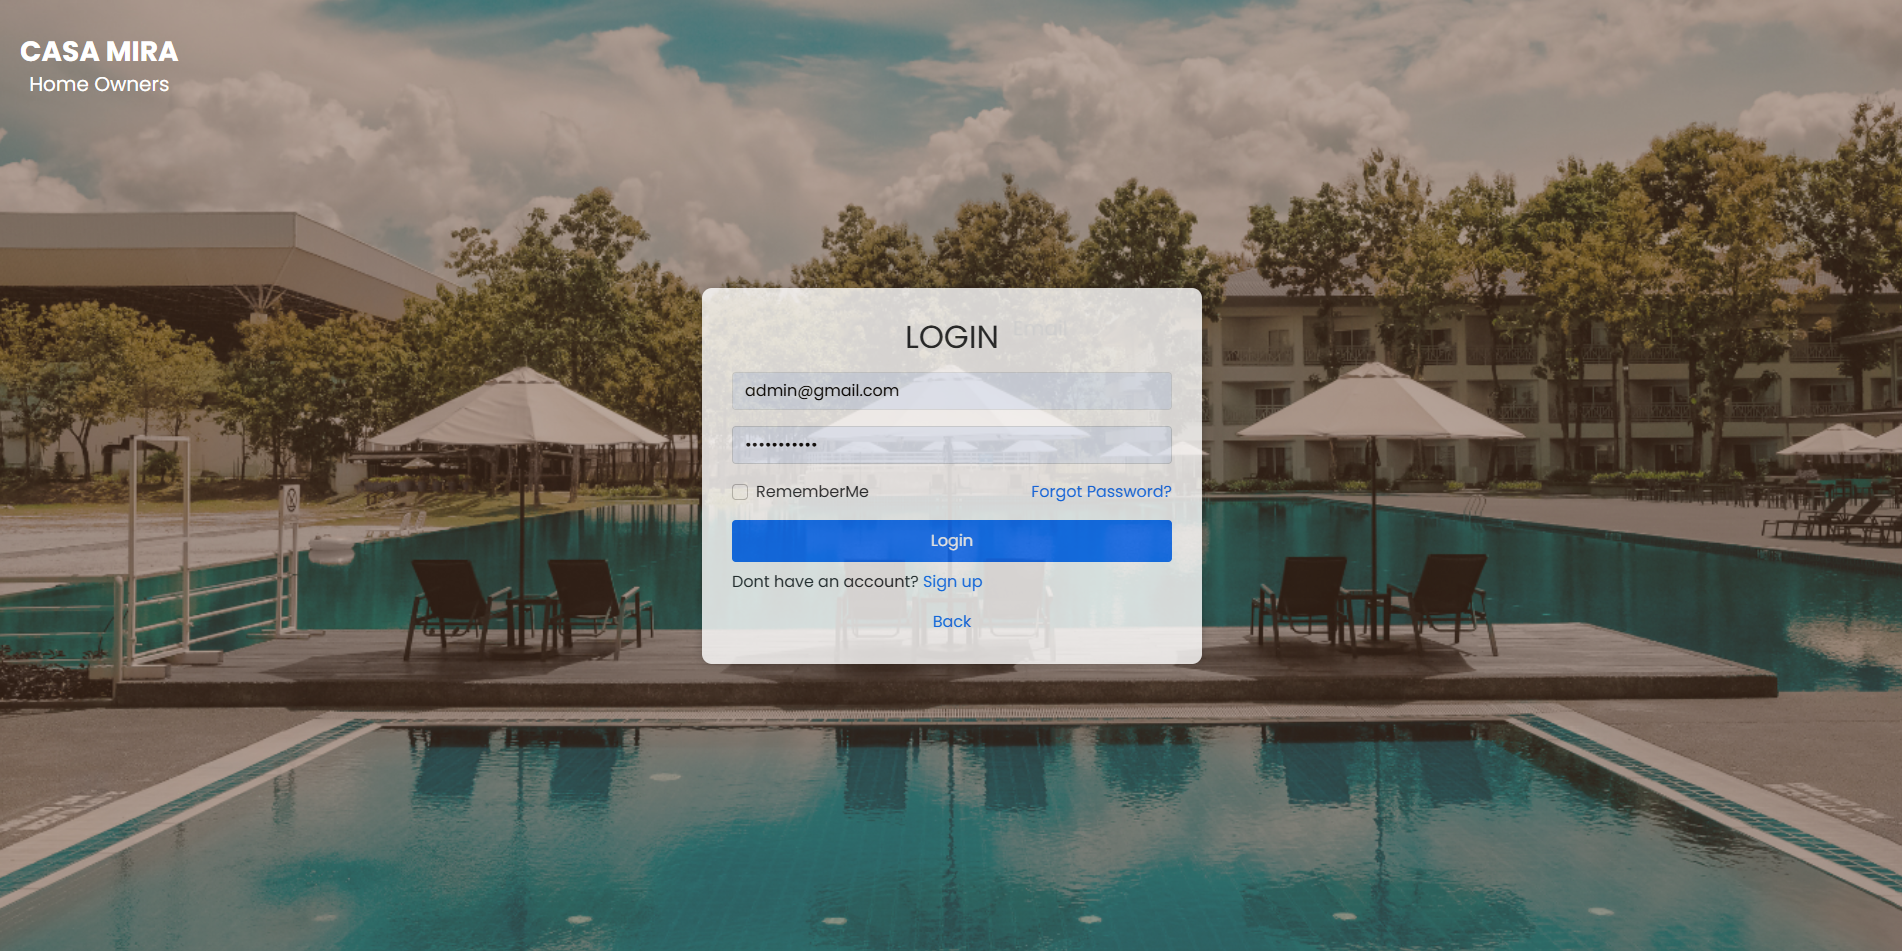 CASA MIRA
Home Owners
LOGIN
Email
admin@gmail.com
•••••••••••
RememberMe Forgot Password?
Login
Dont have an account? Sign up
Back